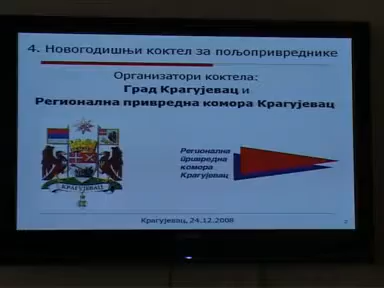 4. Новогодишњи коктел за пољопривреднике
Организатори коктела:
Град Крагујевац и
Регионална привредна комора Крагујевац
КРАГУЈЕВАЦ
Регионална
привредна
комора
Крагујевац
Крагујевац, 24.12.2008